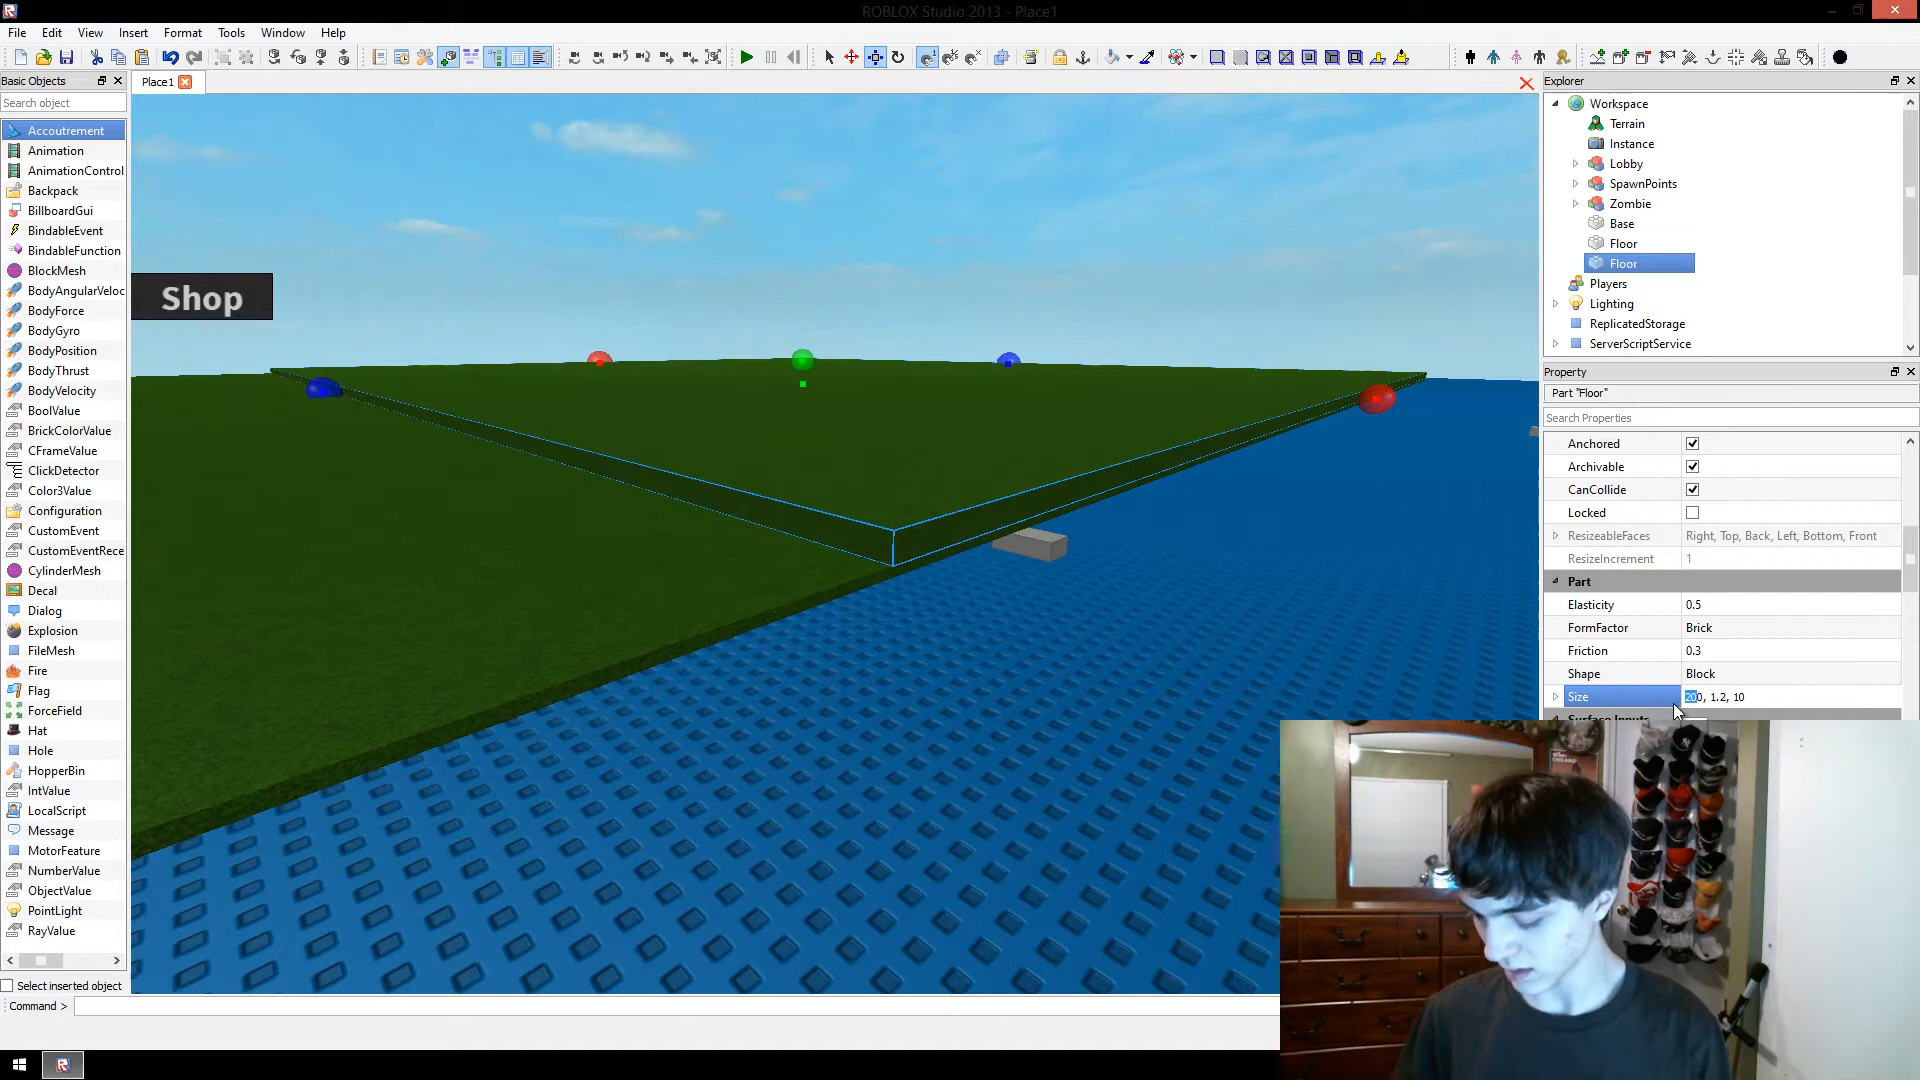 ROBLOX Studio 2013 - Place1
File Edit View Insert Format Tools Window Help
Basic Objects
Search object
Accoutrement
Animation
AnimationControl
Backpack
BillboardGui
BindableEvent
BindableFunction
BlockMesh
BodyAngularVeloc
BodyForce
BodyGyro
BodyPosition
BodyThrust
BodyVelocity
BoolValue
BrickColorValue
CFrameValue
ClickDetector
Color3Value
Configuration
CustomEvent
CustomEventRece
CylinderMesh
Decal
Dialog
Explosion
FileMesh
Fire
Flag
ForceField
Hat
Hole
HopperBin
IntValue
LocalScript
Message
MotorFeature
NumberValue
ObjectValue
PointLight
RayValue
Select inserted object
Command >
Place1
Shop
Explorer
Workspace
Terrain
Instance
Lobby
SpawnPoints
Zombie
Base
Floor
Floor
Players
Lighting
ReplicatedStorage
ServerScriptService
Property
Part "Floor"
Search Properties
Anchored
Archivable
CanCollide
Locked
ResizeableFaces Right, Top, Back, Left, Bottom, Front
ResizeIncrement 1
Part
Elasticity 0.5
FormFactor Brick
Friction 0.3
Shape Block
Size 200, 1.2, 10
Surface Inputs